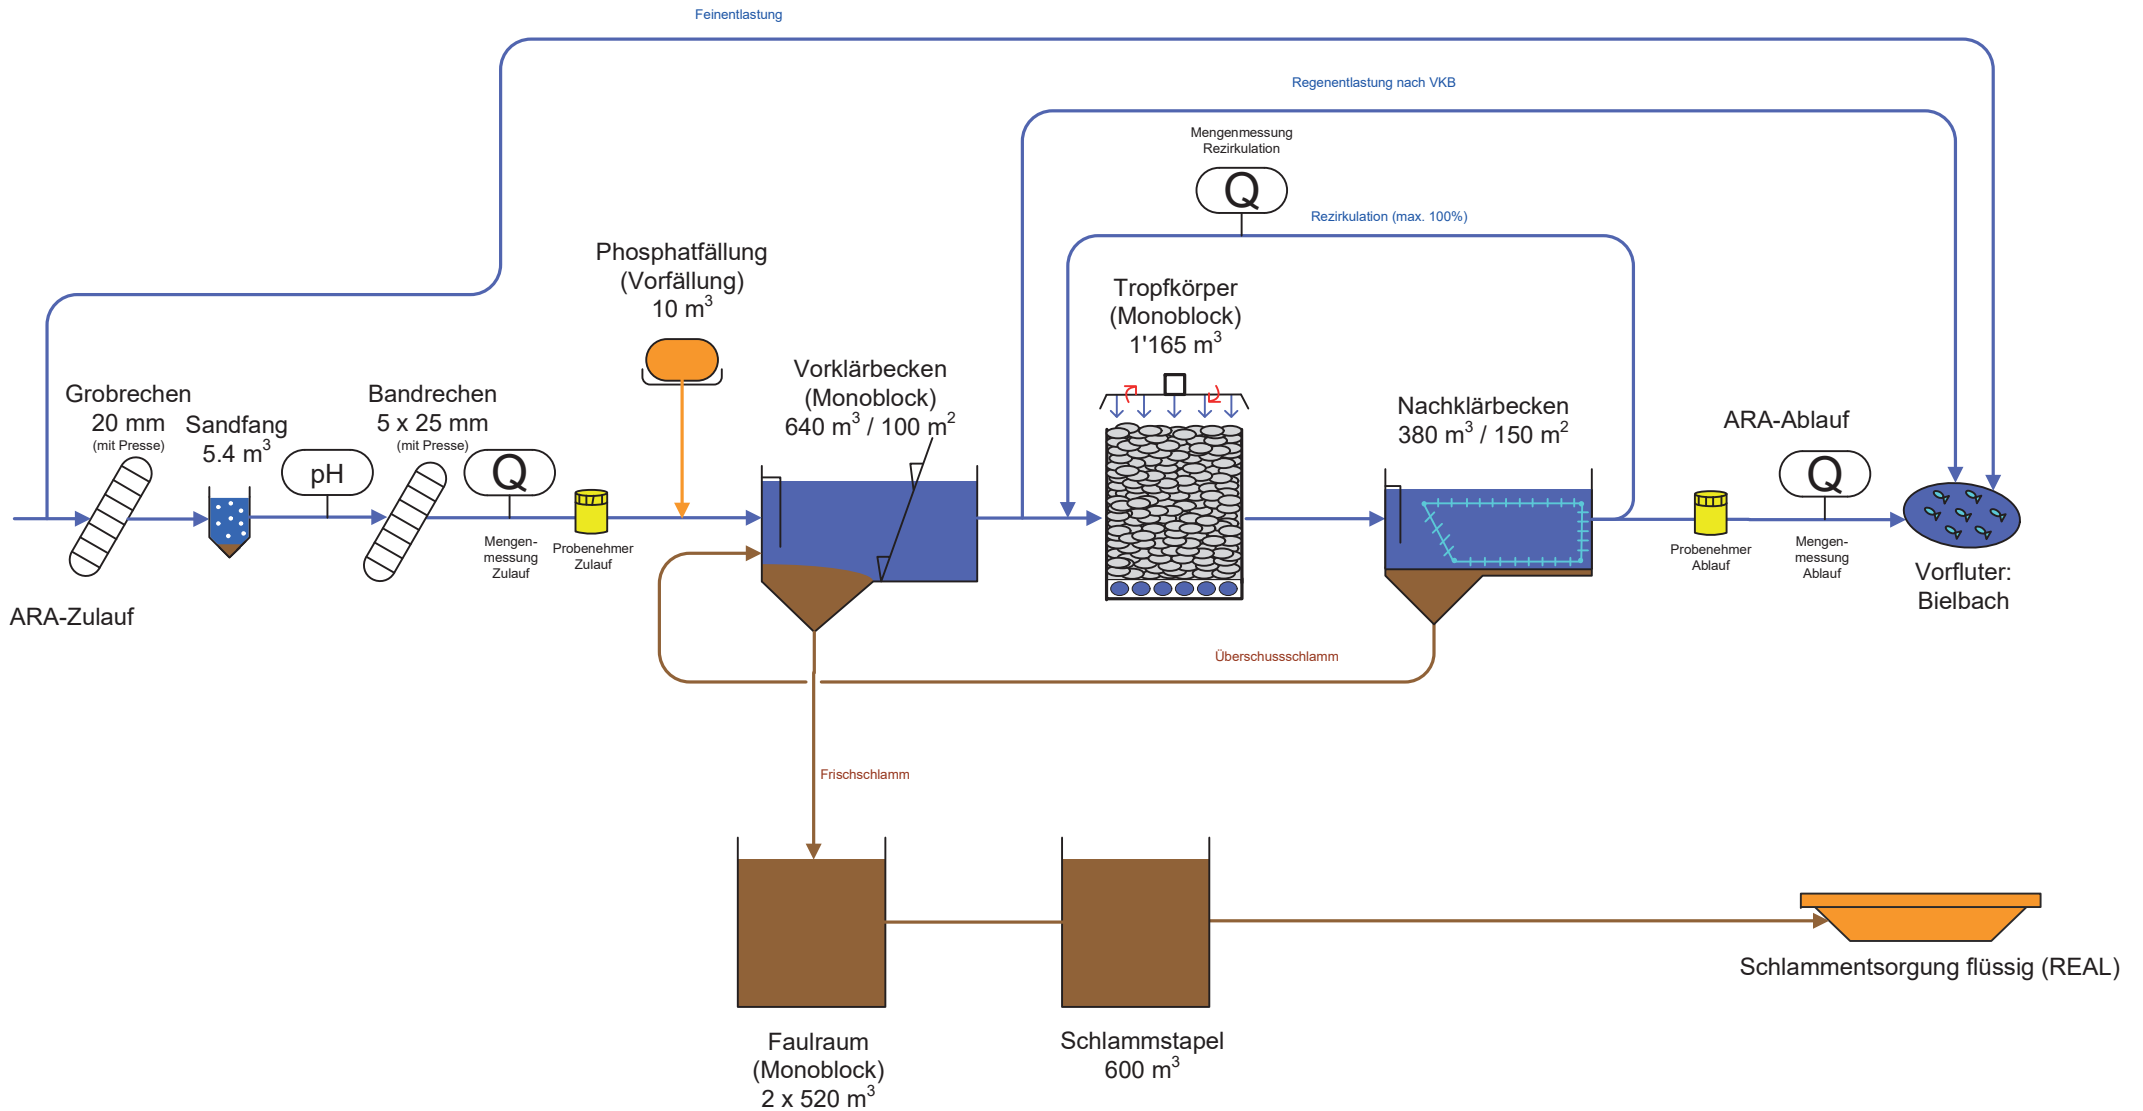 Feinentlastung
Regenentlastung nach VKB
Mengenmessung
Rezirkulation
Q
Rezirkulation (max. 100%)
Phosphatfällung
(Vorfällung)
10 m³
Tropfkörper
(Monoblock)
1'165 m³
Vorklärbecken
(Monoblock)
640 m³ / 100 m²
Grobrechen
20 mm
(mit Presse)
Sandfang
5.4 m³
pH
Bandrechen
5 x 25 mm
(mit Presse)
Q
Mengen-
messung
Zulauf
Probenehmer
Zulauf
Nachklärbecken
380 m³ / 150 m²
ARA-Ablauf
Q
Probenehmer
Ablauf
Mengen-
messung
Ablauf
Vorfluter:
Bielbach
ARA-Zulauf
Überschussschlamm
Frischschlamm
Schlammentsorgung flüssig (REAL)
Faulraum
(Monoblock)
2 x 520 m³
Schlammstapel
600 m³